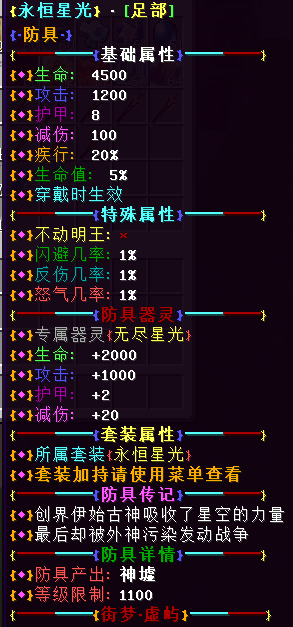 永恒星光} · [足部]
{·防具·}
{基础属性}
{◆}生命: 4500
{◆}攻击: 1200
{◆}护甲: 8
{◆}减伤: 100
{◆}疾行: 20%
{◆}生命值: 5%
{◆}穿戴时生效
{特殊属性}
{◆}不动明王: ×
{◆}闪避几率: 1%
{◆}反伤几率: 1%
{◆}怒气几率: 1%
{防具器灵}
{◆}专属器灵{无尽星光}
{◆}生命: +2000
{◆}攻击: +1000
{◆}护甲: +2
{◆}减伤: +20
{套装属性}
{◆}所属套装{永恒星光}
{◆}套装加持请使用菜单查看
{防具传记}
{◆}创界伊始古神吸收了星空的力量
{◆}最后却被外神污染发动战争
{防具详情}
{◆}防具产出: 神墟
{◆}等级限制: 1100
{街梦·虚屿}